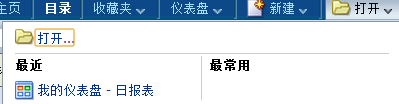 主页 目录 收藏夹 仪表盘 新建 打开
打开...
最近 最常用
我的仪表盘 - 日报表